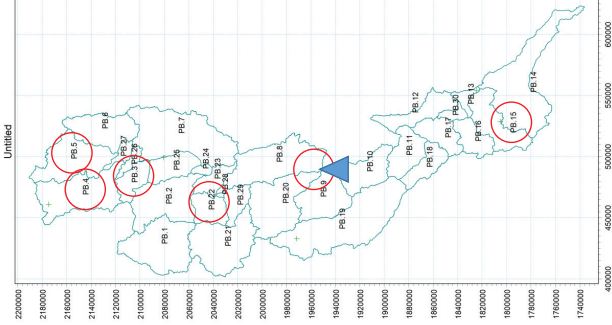 Untitled
600000
550000
500000
450000
400000
PB.14
PB.13
PB.12
PB.30
PB.15
PB.16
PB.17
PB.6
PB.7
PB.27
PB.5
PB.26
PB.24
PB.25
PB.8
PB.11
PB.18
PB.10
PB.3
PB.23
PB.4
PB.28
PB.9
PB.2
PB.22
PB.29
PB.20
PB.19
PB.1
PB.21
2200000
2180000
2160000
2140000
2120000
2100000
2080000
2060000
2040000
2020000
2000000
1980000
1960000
1940000
1920000
1900000
1880000
1860000
1840000
1820000
1800000
1780000
1760000
1740000